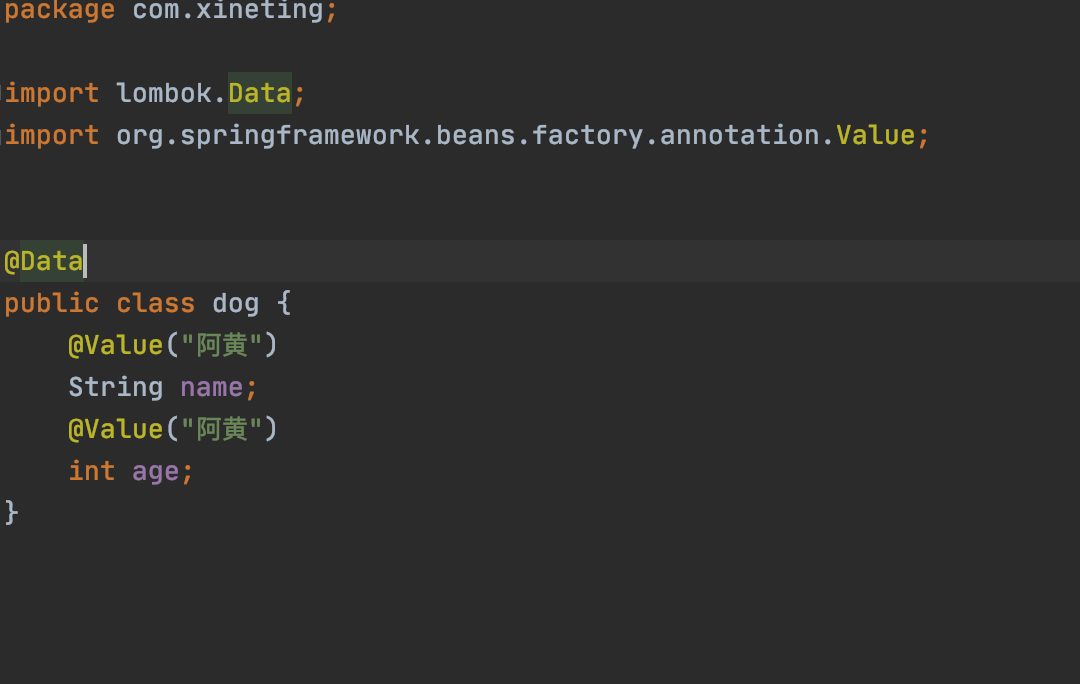 package com.xineting;
import lombok.Data;
import org.springframework.beans.factory.annotation.Value;
@Data
public class dog {
@Value("阿黄")
String name;
@Value("阿黄")
int age;
}